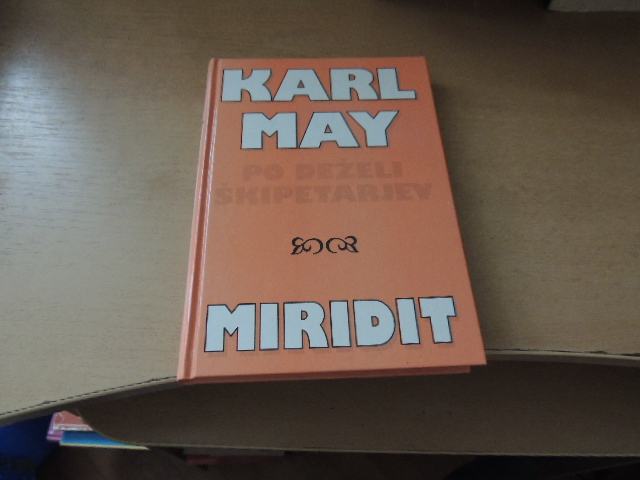 KARL
MAY
PO DEŽELI
ŠKIPETARJEV
MIRIDIT